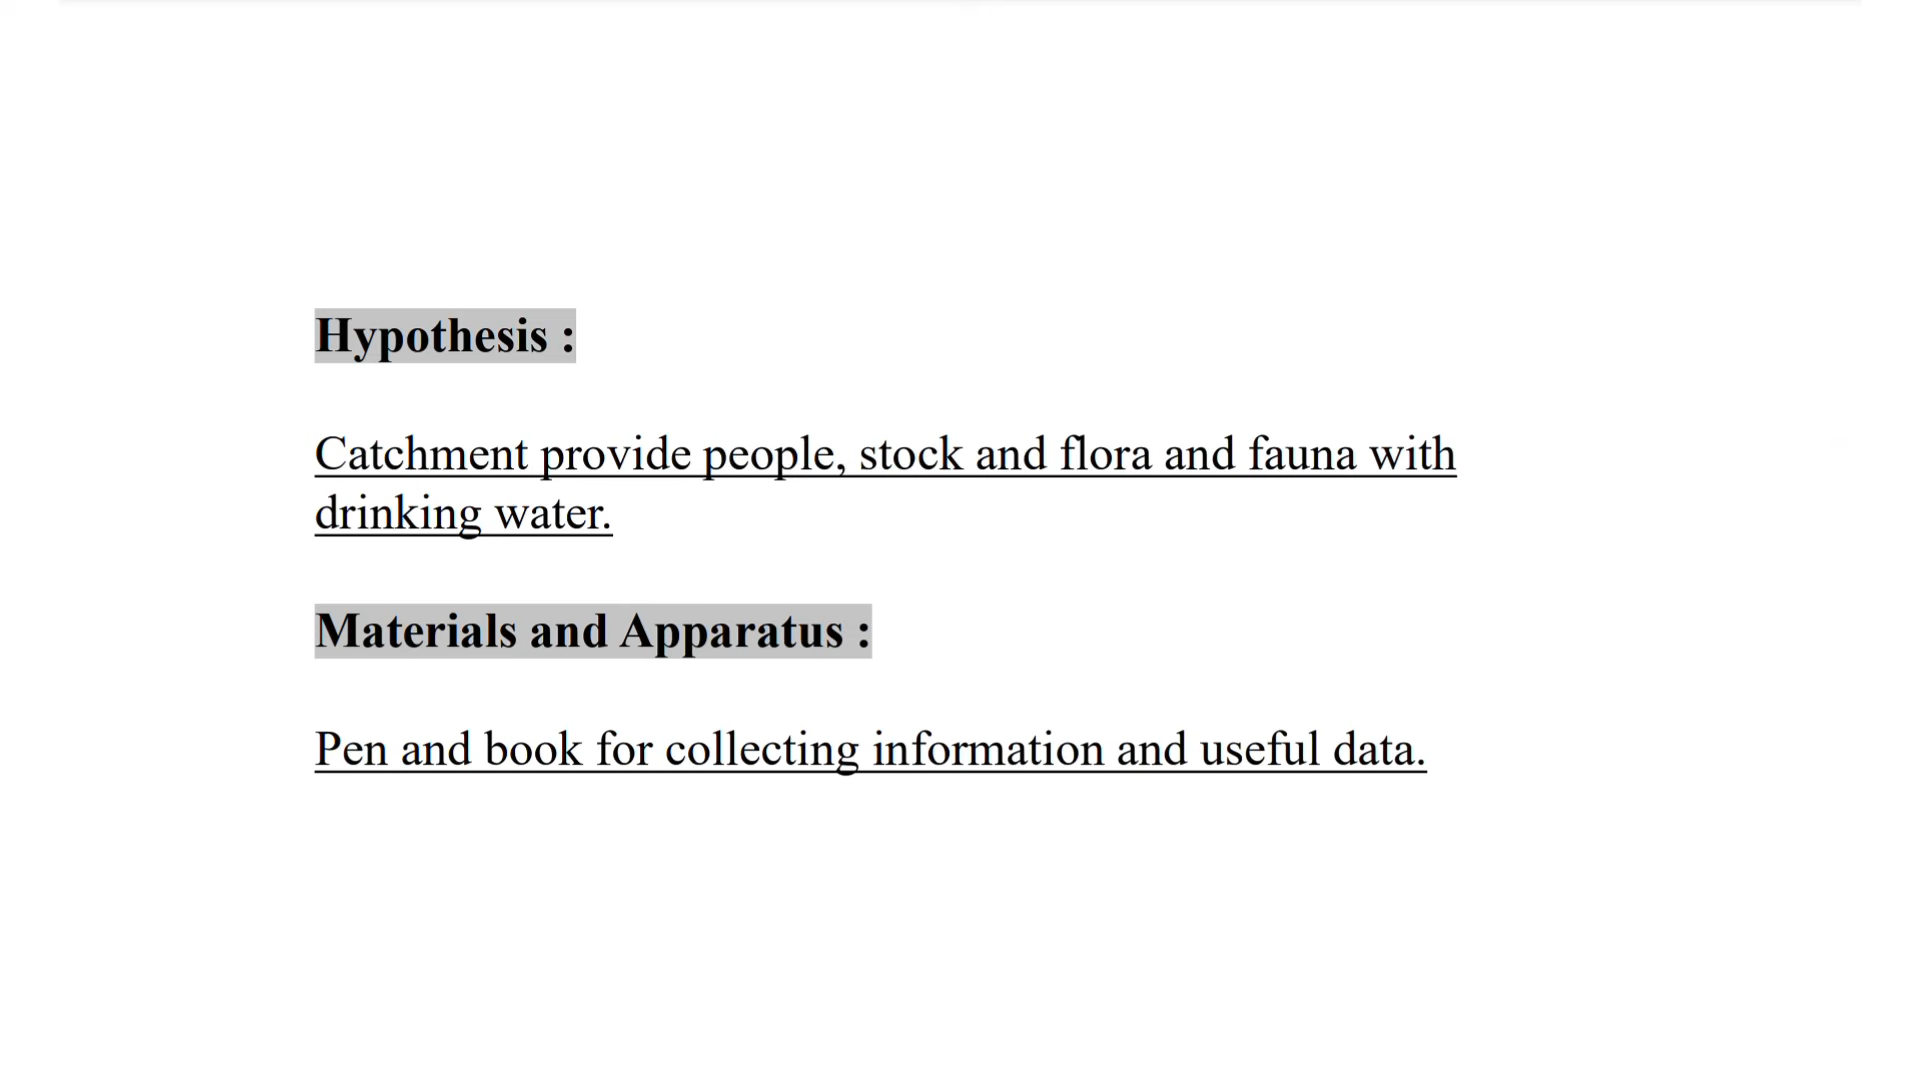 Hypothesis :
Catchment provide people, stock and flora and fauna with
drinking water.
Materials and Apparatus :
Pen and book for collecting information and useful data.